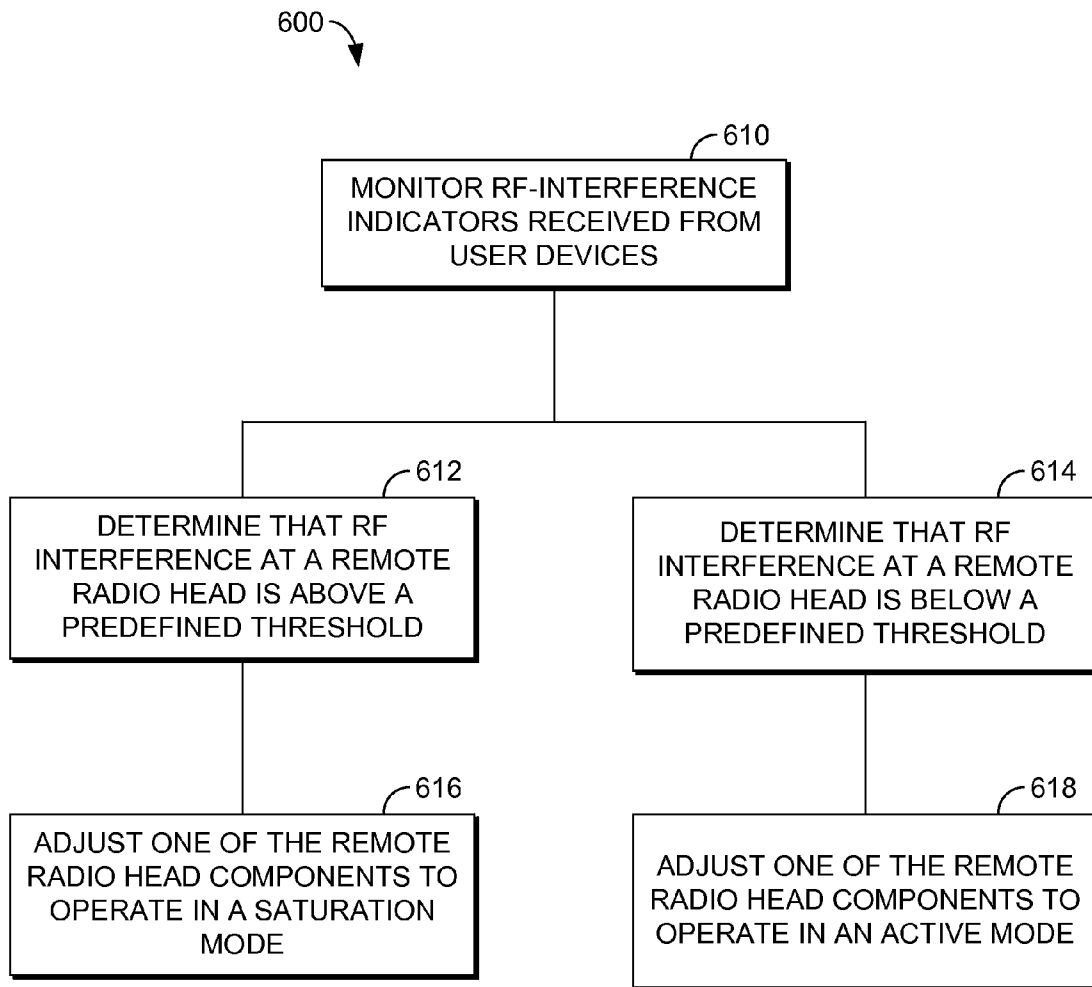 600
610
MONITOR RF-INTERFERENCE
INDICATORS RECEIVED FROM
USER DEVICES
612
DETERMINE THAT RF
INTERFERENCE AT A REMOTE
RADIO HEAD IS ABOVE A
PREDEFINED THRESHOLD
614
DETERMINE THAT RF
INTERFERENCE AT A REMOTE
RADIO HEAD IS BELOW A
PREDEFINED THRESHOLD
616
ADJUST ONE OF THE REMOTE
RADIO HEAD COMPONENTS TO
OPERATE IN A SATURATION
MODE
618
ADJUST ONE OF THE REMOTE
RADIO HEAD COMPONENTS TO
OPERATE IN AN ACTIVE MODE